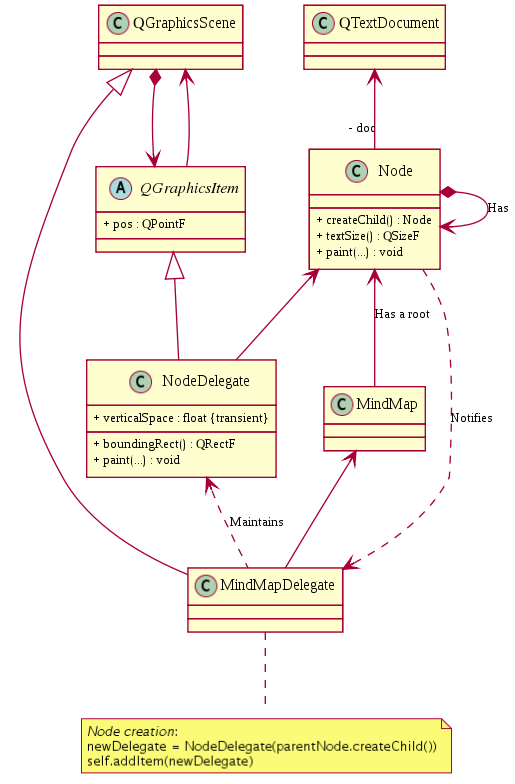 C QGraphicsScene
C QTextDocument
- doc
A QGraphicsItem
+ pos : QPointF
C Node
+ createChild() : Node
+ textSize() : QSizeF
+ paint(...) : void
Has
Has a root
C NodeDelegate
+ verticalSpace : float {transient}
+ boundingRect() : QRectF
+ paint(...) : void
C MindMap
Notifies
Maintains
C MindMapDelegate
Node creation:
newDelegate = NodeDelegate(parentNode.createChild())
self.addItem(newDelegate)